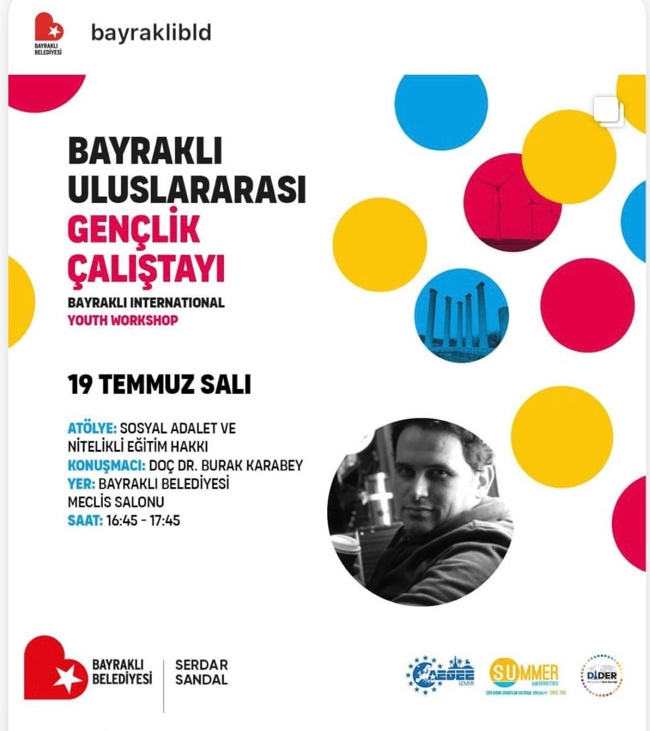 BAYRAKLI
BELEDİYESİ
bayraklibld
BAYRAKLI
ULUSLARARASI
GENÇLİK
ÇALIŞTAYI
BAYRAKLI INTERNATIONAL
YOUTH WORKSHOP
19 TEMMUZ SALI
ATÖLYE: SOSYAL ADALET VE
NİTELİKLİ EĞİTİM HAKKI
KONUŞMACI: DOÇ DR. BURAK KARABEY
YER: BAYRAKLI BELEDİYESİ
MECLİS SALONU
SAAT: 16:45 - 17:45
BAYRAKLI
BELEDİYESİ
SERDAR
SANDAL
AEGEE
İZMİR
SUMMER
UNIVERSITIES
DİDER